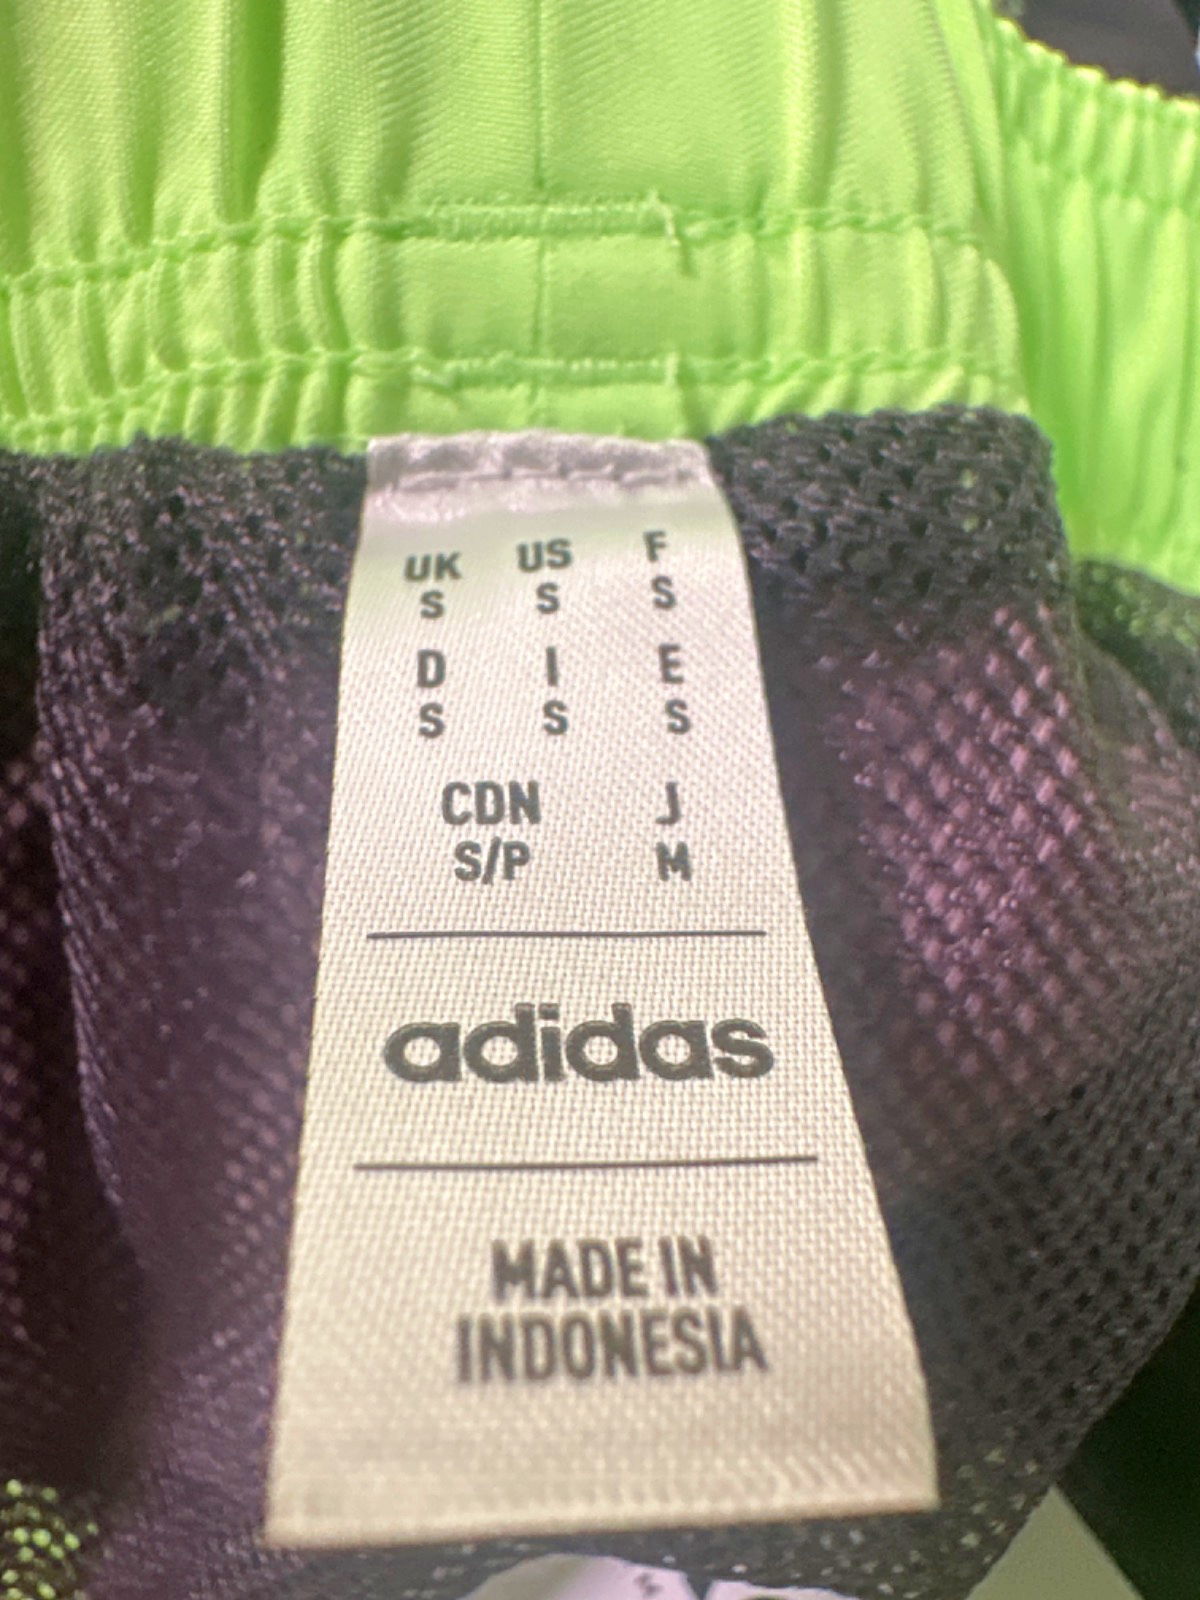 UK US F
S S S
D I E
S S S
CDN J
S/P M
adidas
MADE IN
INDONESIA